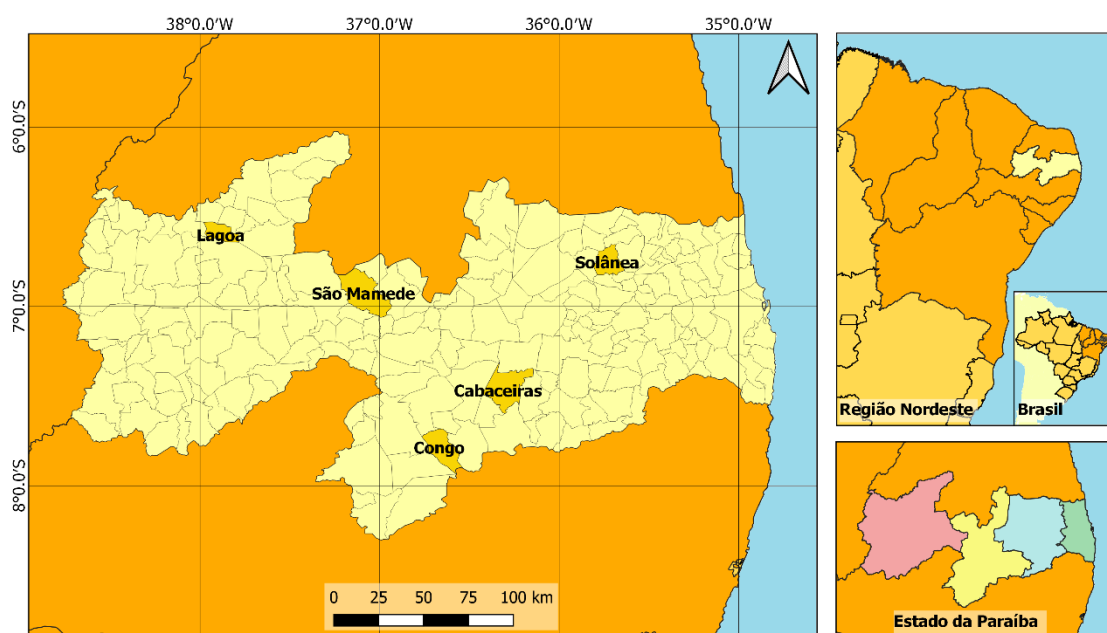 38°0.0'W 37°0.0'W 36°0.0'W 35°0.0'W
6°0.0'S
7°0.0'S
8°0.0'S
Lagoa
São Mamede
Solânea
Cabaceiras
Congo
0 25 50 75 100 km
Região Nordeste
Brasil
Estado da Paraíba